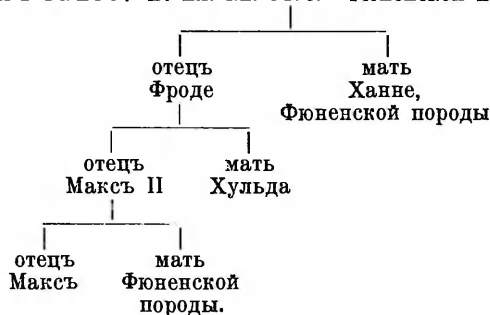 отецъ мать
Фроде Ханне,
Фюненской породы
отецъ мать
Максъ II Хульда
отецъ мать
Максъ Фюненской
породы.